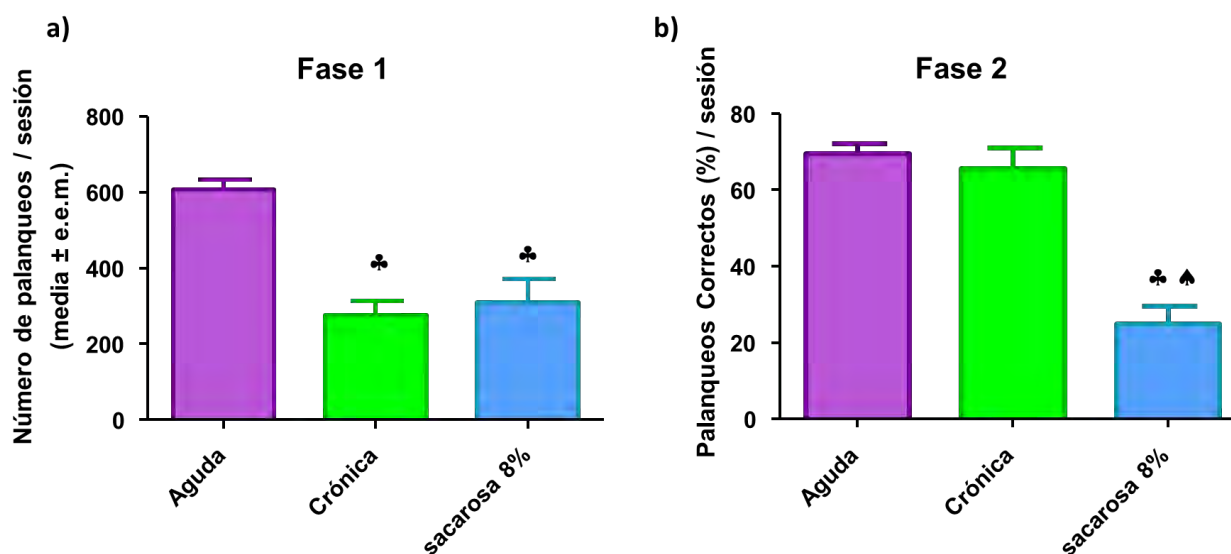 a)
Fase 1
Número de palanqueos / sesión
(media ± e.e.m.)
800
600
400
200
0
♣
♣
Aguda
Crónica
sacarosa 8%
b)
Fase 2
Palanqueos Correctos (%) / sesión
80
60
40
20
0
♣ ♠
Aguda
Crónica
sacarosa 8%